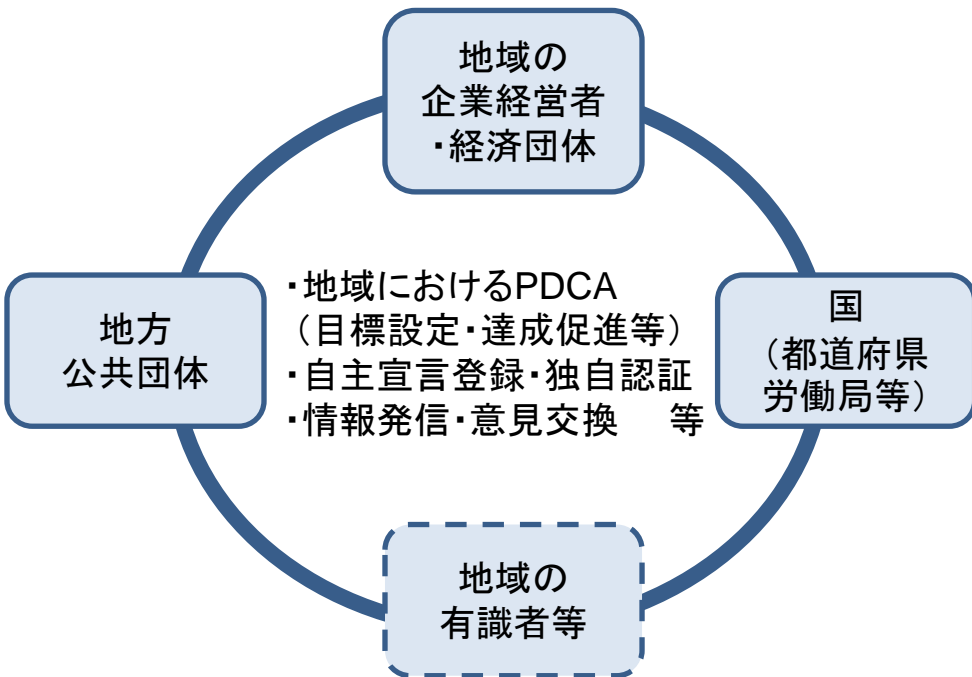 地域の
企業経営者
・経済団体
・地域におけるPDCA
（目標設定・達成促進等）
・自主宣言登録・独自認証
・情報発信・意見交換　等
地方
公共団体
国
（都道府県
労働局等）
地域の
有識者等